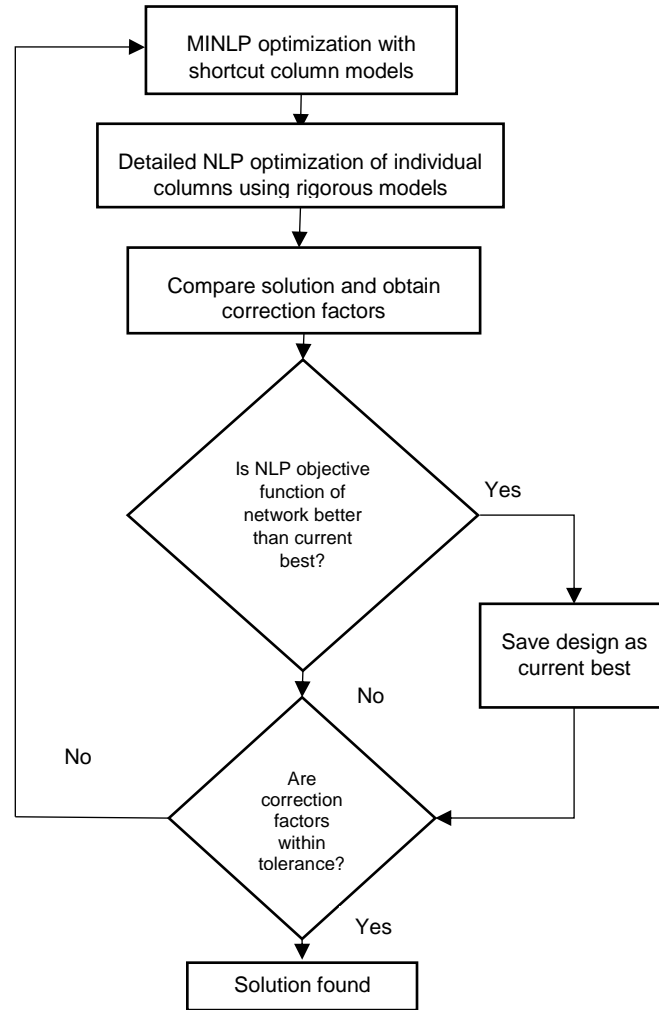 MINLP optimization with
shortcut column models
Detailed NLP optimization of individual
columns using rigorous models
Compare solution and obtain
correction factors
Is NLP objective
function of
network better
than current
best?
Yes
Save design as
current best
No
No
Are
correction
factors
within
tolerance?
Yes
Solution found